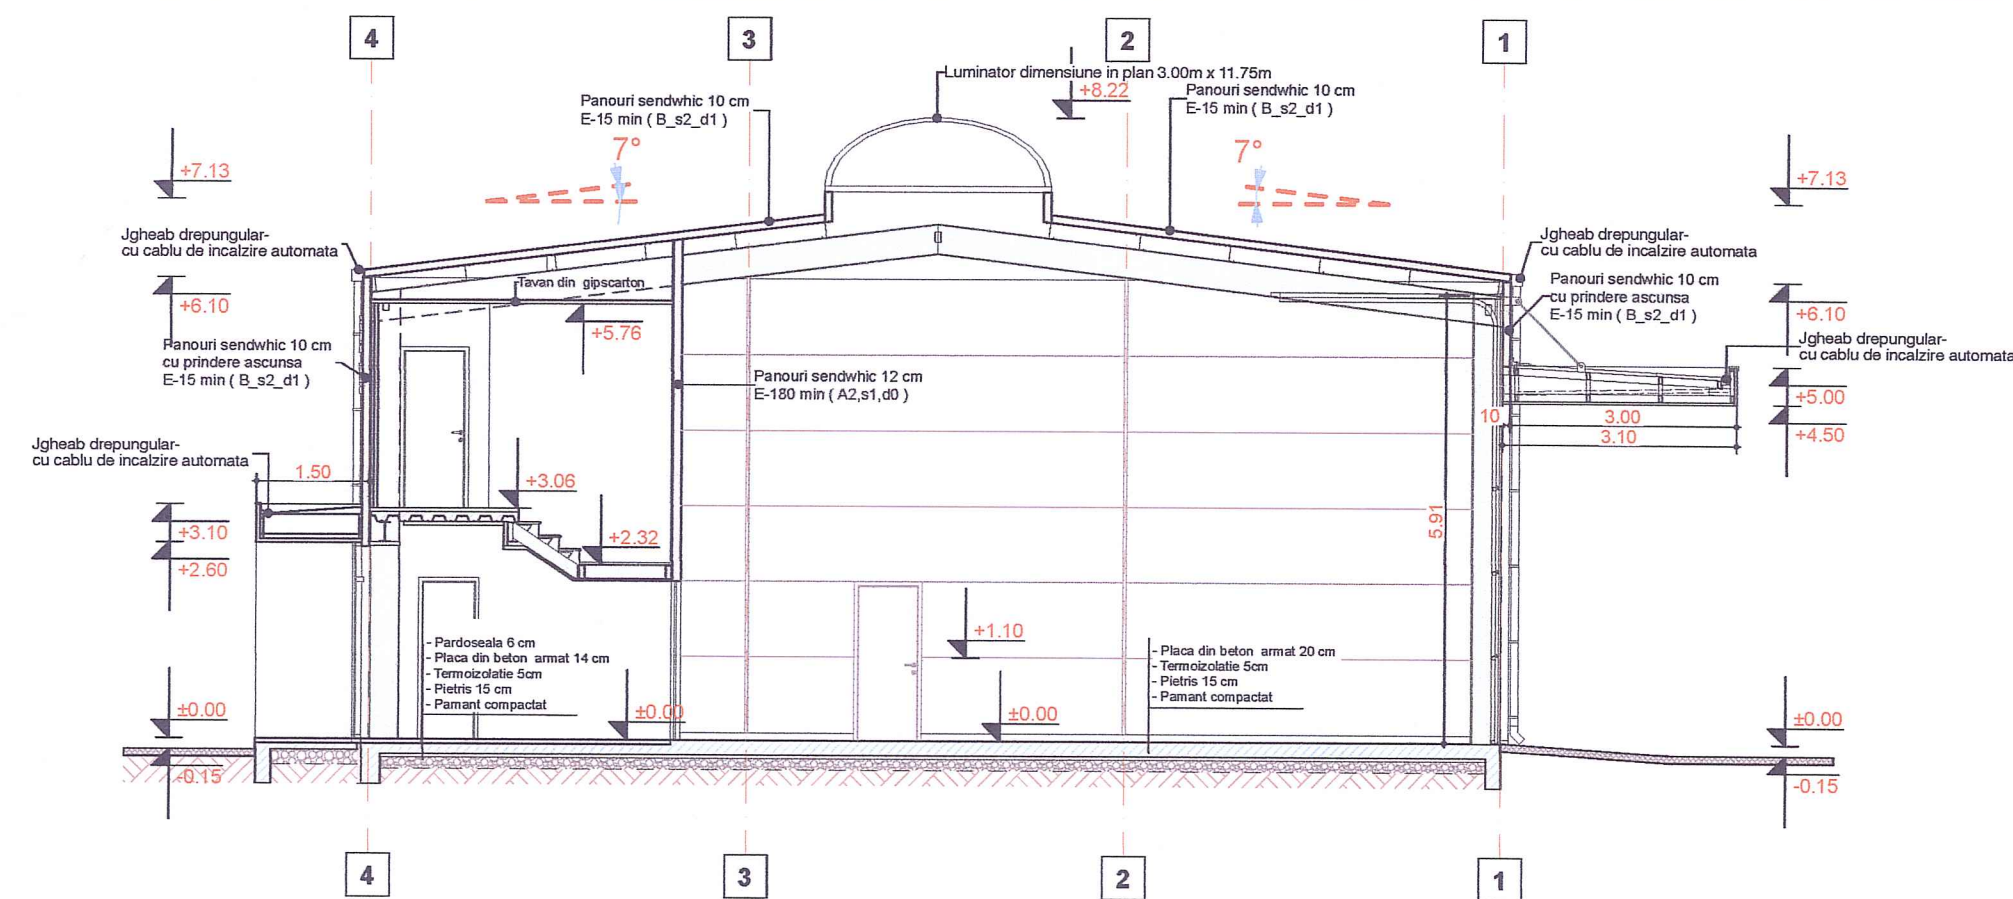 4
3
2
1
Luminator dimensiune in plan 3.00m x 11.75m
+8.22
Panouri sendwhic 10 cm
E-15 min ( B_s2_d1 )
Panouri sendwhic 10 cm
E-15 min ( B_s2_d1 )
7°
7°
+7.13
+7.13
Jgheab drepungular-
cu cablu de incalzire automata
Jgheab drepungular-
cu cablu de incalzire automata
+6.10
Tavan din gipscarton
Panouri sendwhic 10 cm
cu prindere ascunsa
E-15 min ( B_s2_d1 )
+6.10
+5.76
Panouri sendwhic 10 cm
cu prindere ascunsa
E-15 min ( B_s2_d1 )
Jgheab drepungular-
cu cablu de incalzire automata
Panouri sendwhic 12 cm
E-180 min ( A2,s1,d0 )
+5.00
10
3.00
3.10
+4.50
Jgheab drepungular-
cu cablu de incalzire automata
1.50
+3.06
+3.10
+2.32
5.91
+2.60
+1.10
- Pardoseala 6 cm
- Placa din beton armat 14 cm
- Termoizolatie 5cm
- Pietris 15 cm
- Pamant compactat
- Placa din beton armat 20 cm
- Termoizolatie 5cm
- Pietris 15 cm
- Pamant compactat
±0.00
±0.00
±0.00
±0.00
-0.15
-0.15
4
3
2
1